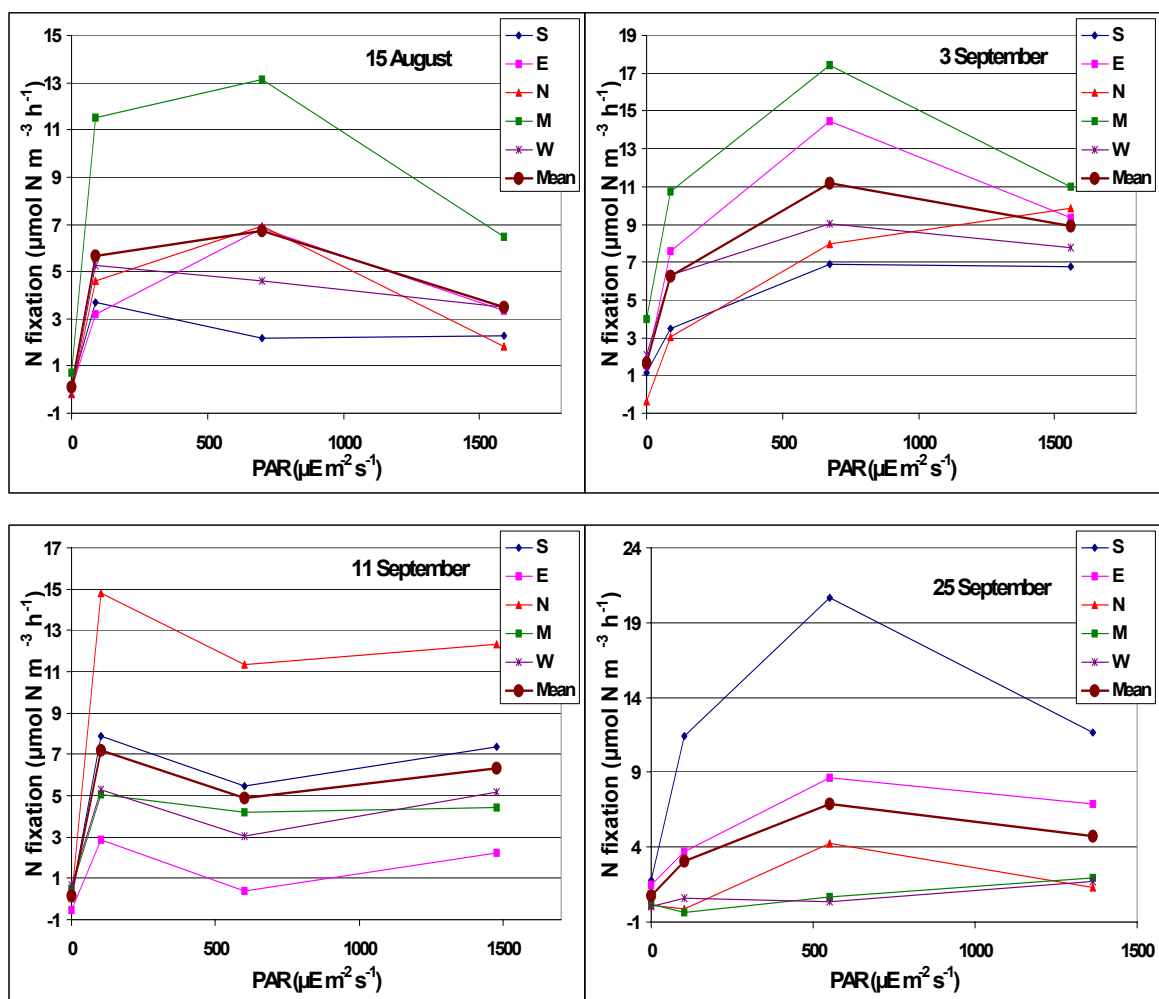 15 August
N fixation (µmol N m⁻³ h⁻¹)
15
13
11
9
7
5
3
1
-1
0 500 1000 1500
PAR (µE m⁻² s⁻¹)
S
E
N
M
W
Mean
3 September
N fixation (µmol N m⁻³ h⁻¹)
19
17
15
13
11
9
7
5
3
1
-1
0 500 1000 1500
PAR (µE m⁻² s⁻¹)
S
E
N
M
W
Mean
11 September
N fixation (µmol N m⁻³ h⁻¹)
17
15
13
11
9
7
5
3
1
-1
0 500 1000 1500
PAR (µE m⁻² s⁻¹)
S
E
N
M
W
Mean
25 September
N fixation (µmol N m⁻³ h⁻¹)
24
19
14
9
4
-1
0 500 1000 1500
PAR (µE m⁻² s⁻¹)
S
E
N
M
W
Mean